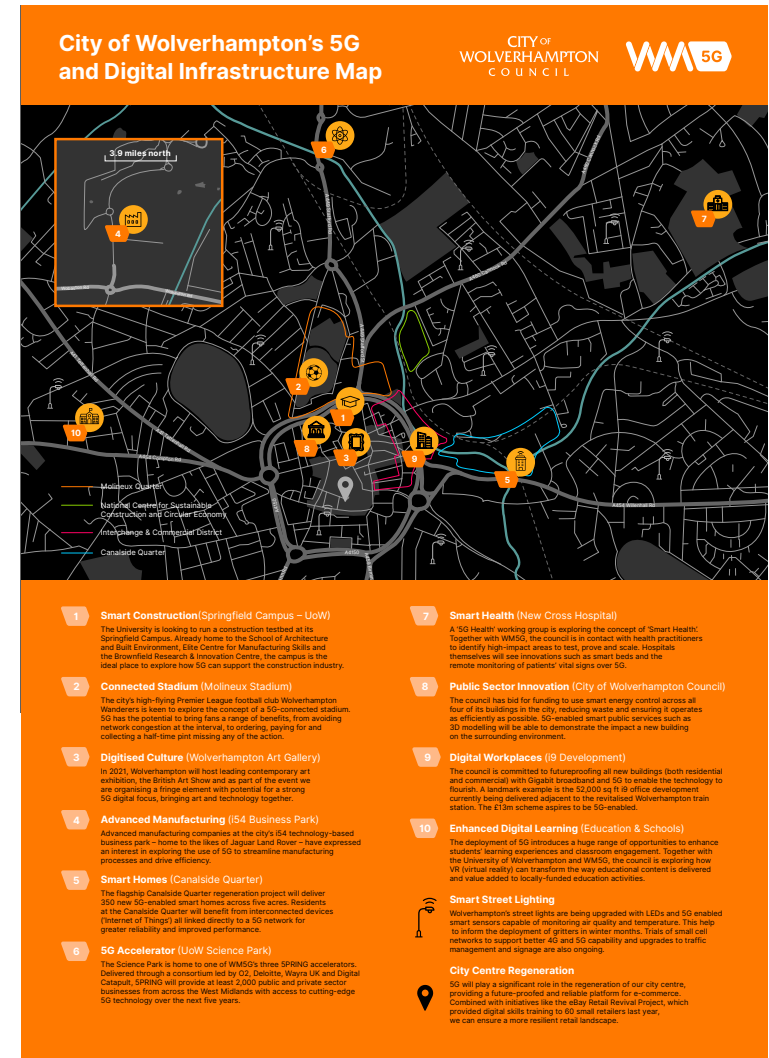 City of Wolverhampton's 5G
and Digital Infrastructure Map
CITY OF
WOLVERHAMPTON
COUNCIL
WM 5G
3.9 miles north
4
6
7
2
1
8
3
9
5
10
A454 Willenhall Rd
A4150
Molineux Quarter
National Centre for Sustainable
Construction and Circular Economy
Interchange & Commercial District
Canalside Quarter
1 Smart Construction(Springfield Campus – UoW)
The University is looking to run a construction testbed at its
Springfield Campus. Already home to the School of Architecture
and Built Environment, Elite Centre for Manufacturing Skills and
the Brownfield Research & Innovation Centre, the campus is the
ideal place to explore how 5G can support the construction industry.
2 Connected Stadium (Molineux Stadium)
The city's high-flying Premier League football club Wolverhampton
Wanderers is keen to explore the concept of a 5G-connected stadium.
5G has the potential to bring fans a range of benefits, from avoiding
network congestion at the interval, to ordering, paying for and
collecting a half-time pint missing any of the action.
3 Digitised Culture (Wolverhampton Art Gallery)
In 2021, Wolverhampton will host leading contemporary art
exhibition, the British Art Show and as part of the event we
are organising a fringe element with potential for a strong
5G digital focus, bringing art and technology together.
4 Advanced Manufacturing (i54 Business Park)
Advanced manufacturing companies at the city's i54 technology-based
business park – home to the likes of Jaguar Land Rover – have expressed
an interest in exploring the use of 5G to streamline manufacturing
processes and drive efficiency.
5 Smart Homes (Canalside Quarter)
The flagship Canalside Quarter regeneration project will deliver
350 new 5G-enabled smart homes across five acres. Residents
at the Canalside Quarter will benefit from interconnected devices
('Internet of Things') all linked directly to a 5G network for
greater reliability and improved performance.
6 5G Accelerator (UoW Science Park)
The Science Park is home to one of WM5G's three 5PRING accelerators.
Delivered through a consortium led by O2, Deloitte, Wayra UK and Digital
Catapult, 5PRING will provide at least 2,000 public and private sector
businesses from across the West Midlands with access to cutting-edge
5G technology over the next five years.
7 Smart Health (New Cross Hospital)
A '5G Health' working group is exploring the concept of 'Smart Health'.
Together with WM5G, the council is in contact with health practitioners
to identify high-impact areas to test, prove and scale. Hospitals
themselves will see innovations such as smart beds and the
remote monitoring of patients' vital signs over 5G.
8 Public Sector Innovation (City of Wolverhampton Council)
The council has bid for funding to use smart energy control across all
four of its buildings in the city, reducing waste and ensuring it operates
as efficiently as possible. 5G-enabled smart public services such as
3D modelling will be able to demonstrate the impact a new building
on the surrounding environment.
9 Digital Workplaces (i9 Development)
The council is committed to futureproofing all new buildings (both residential
and commercial) with Gigabit broadband and 5G to enable the technology to
flourish. A landmark example is the 52,000 sq ft i9 office development
currently being delivered adjacent to the revitalised Wolverhampton train
station. The £13m scheme aspires to be 5G-enabled.
10 Enhanced Digital Learning (Education & Schools)
The deployment of 5G introduces a huge range of opportunities to enhance
students' learning experiences and classroom engagement. Together with
the University of Wolverhampton and WM5G, the council is exploring how
VR (virtual reality) can transform the way educational content is delivered
and value added to locally-funded education activities.
Smart Street Lighting
Wolverhampton's street lights are being upgraded with LEDs and 5G enabled
smart sensors capable of monitoring air quality and temperature. This help
to inform the deployment of gritters in winter months. Trials of small cell
networks to support better 4G and 5G capability and upgrades to traffic
management and signage are also ongoing.
City Centre Regeneration
5G will play a significant role in the regeneration of our city centre,
providing a future-proofed and reliable platform for e-commerce.
Combined with initiatives like the eBay Retail Revival Project, which
provided digital skills training to 60 small retailers last year,
we can ensure a more resilient retail landscape.